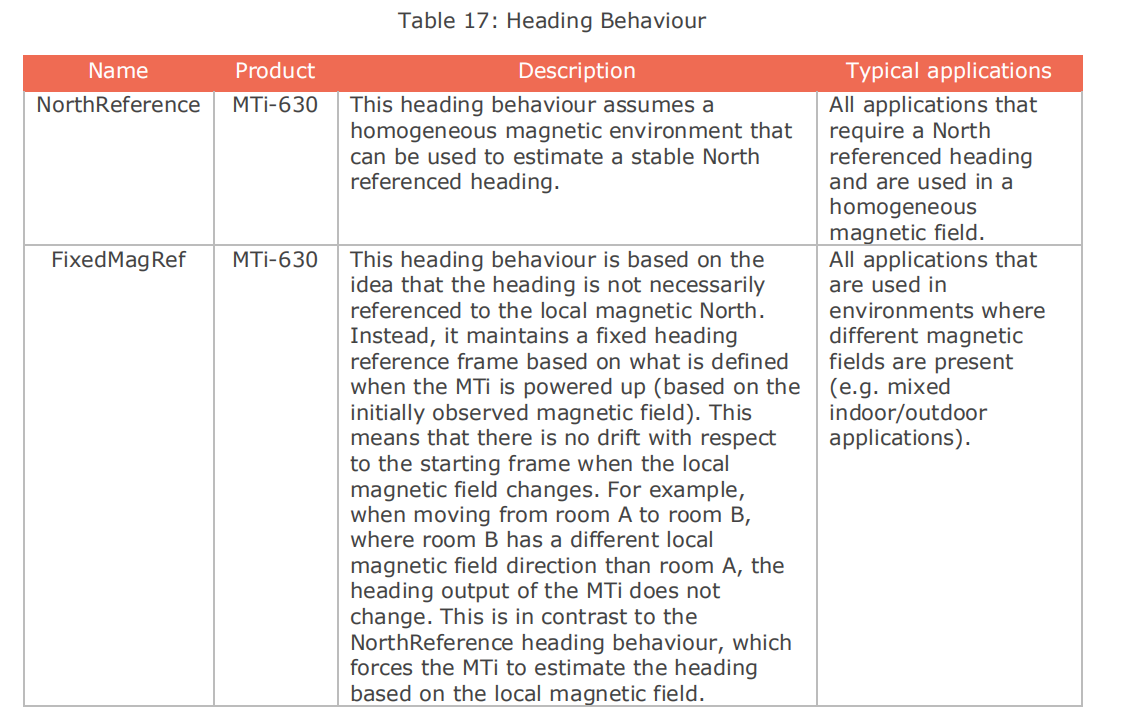 Table 17: Heading Behaviour
Name Product Description Typical applications
NorthReference MTi-630 This heading behaviour assumes a
homogeneous magnetic environment that
can be used to estimate a stable North
referenced heading.
All applications that
require a North
referenced heading
and are used in a
homogeneous
magnetic field.
FixedMagRef MTi-630 This heading behaviour is based on the
idea that the heading is not necessarily
referenced to the local magnetic North.
Instead, it maintains a fixed heading
reference frame based on what is defined
when the MTi is powered up (based on the
initially observed magnetic field). This
means that there is no drift with respect
to the starting frame when the local
magnetic field changes. For example,
when moving from room A to room B,
where room B has a different local
magnetic field direction than room A, the
heading output of the MTi does not
change. This is in contrast to the
NorthReference heading behaviour, which
forces the MTi to estimate the heading
based on the local magnetic field.
All applications that
are used in
environments where
different magnetic
fields are present
(e.g. mixed
indoor/outdoor
applications).